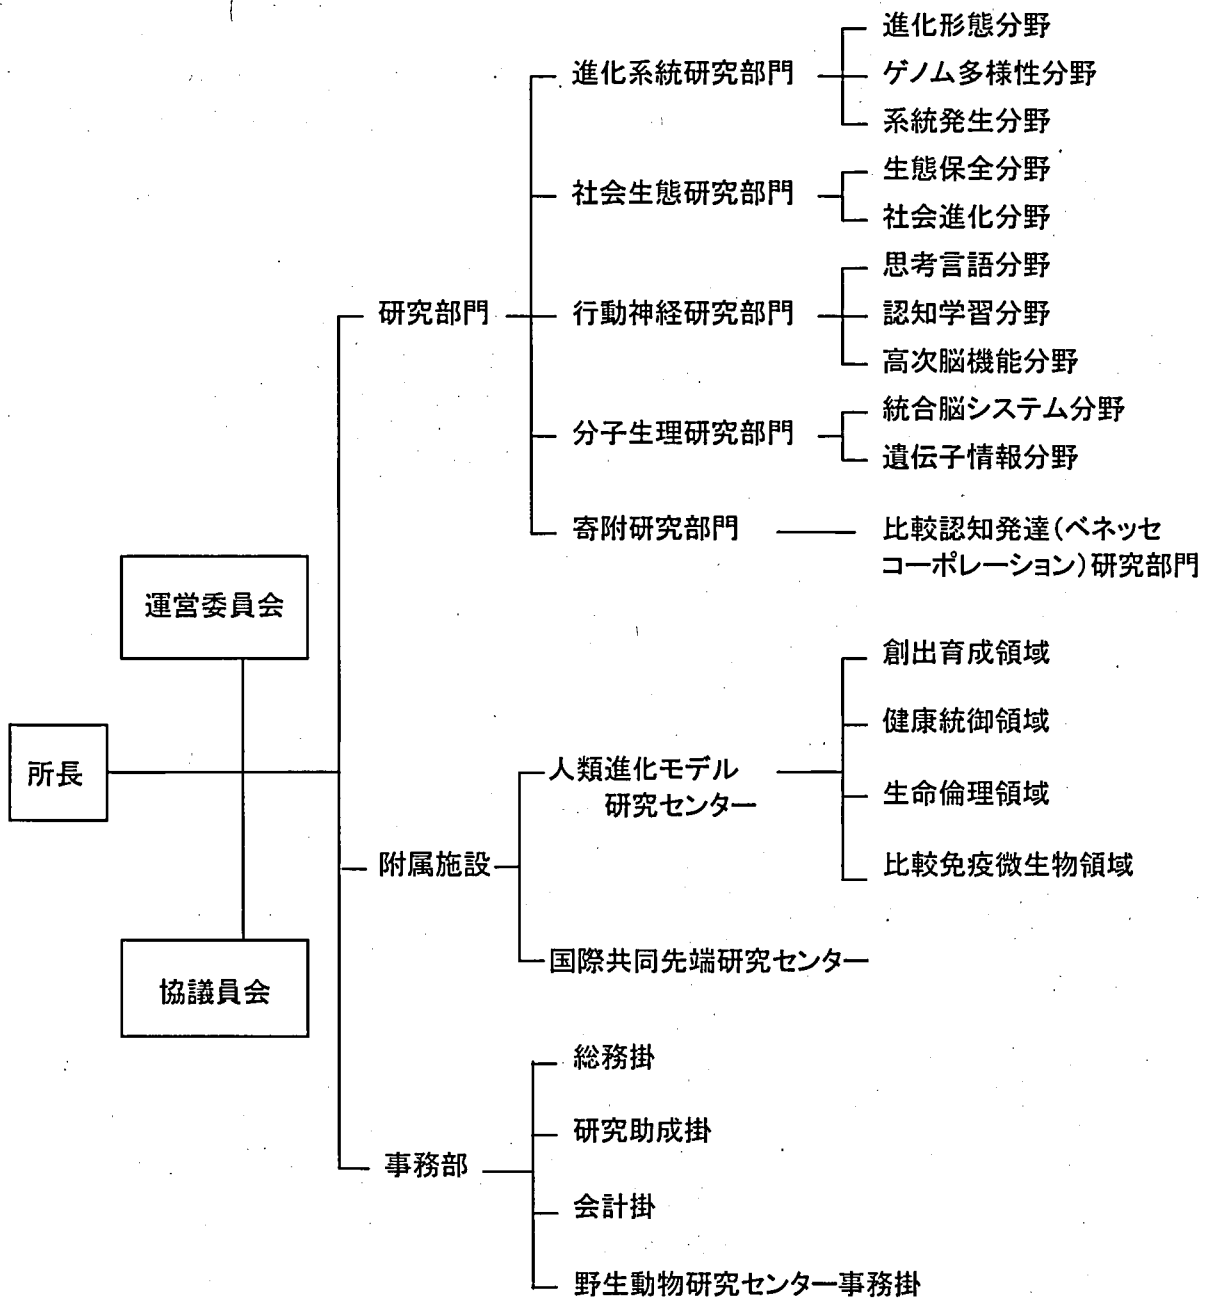 進化形態分野
進化系統研究部門
ゲノム多様性分野
系統発生分野
生態保全分野
社会生態研究部門
社会進化分野
思考言語分野
研究部門
行動神経研究部門
認知学習分野
高次脳機能分野
統合脳システム分野
分子生理研究部門
遺伝子情報分野
寄附研究部門
比較認知発達(ベネッセ
コーポレーション)研究部門
運営委員会
所長
協議員会
創出育成領域
健康統御領域
人類進化モデル
研究センター
生命倫理領域
附属施設
比較免疫微生物領域
国際共同先端研究センター
総務掛
研究助成掛
事務部
会計掛
野生動物研究センター事務掛